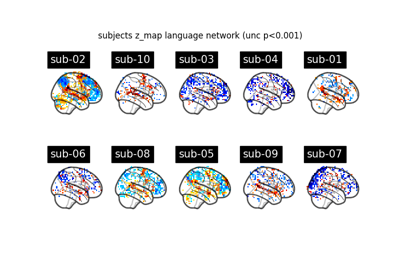 subjects z_map language network (unc p<0.001)
sub-02 sub-10 sub-03 sub-04 sub-01
sub-06 sub-08 sub-05 sub-09 sub-07